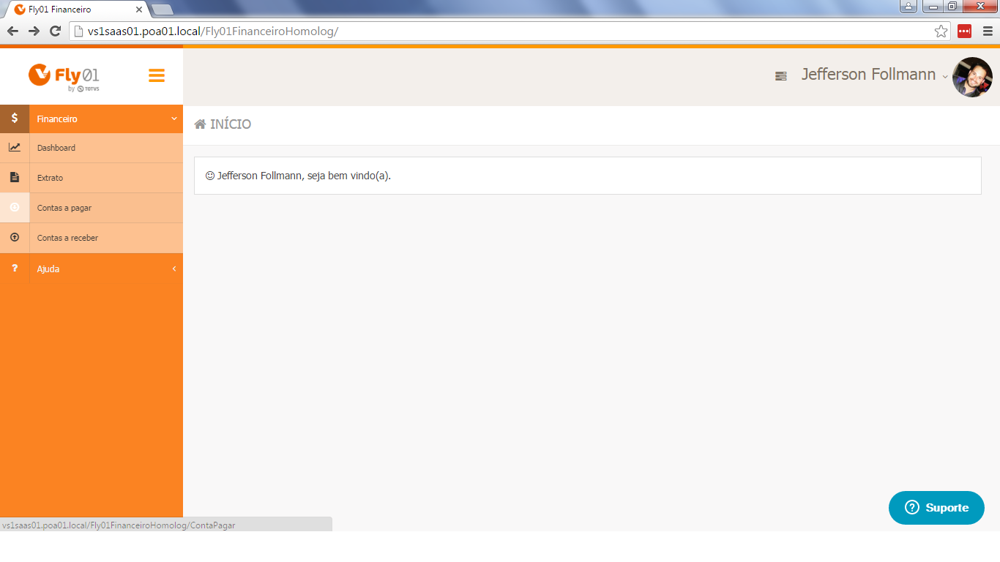 Fly01 Financeiro
vs1saas01.poa01.local/Fly01FinanceiroHomolog/
Fly01
by TOTVS
Jefferson Follmann
$ Financeiro
INÍCIO
Dashboard
Jefferson Follmann, seja bem vindo(a).
Extrato
Contas a pagar
Contas a receber
? Ajuda
? Suporte
vs1saas01.poa01.local/Fly01FinanceiroHomolog/ContaPagar